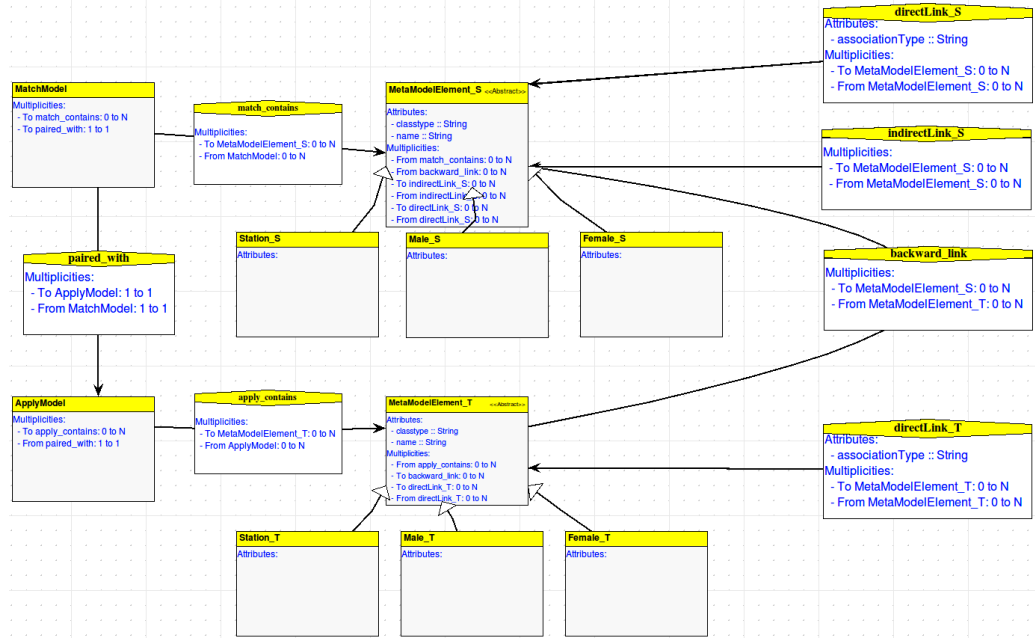 directLink_S
Attributes:
- associationType :: String
Multiplicities:
- To MetaModelElement_S: 0 to N
- From MetaModelElement_S: 0 to N
MatchModel
Multiplicities:
- To match_contains: 0 to N
- To paired_with: 1 to 1
match_contains
Multiplicities:
- To MetaModelElement_S: 0 to N
- From MatchModel: 0 to N
MetaModelElement_S <<Abstract>>
Attributes:
- classtype :: String
- name :: String
Multiplicities:
- From match_contains: 0 to N
- From backward_link: 0 to N
- To indirectLink_S: 0 to N
- From indirectLink_S: 0 to N
- To directLink_S: 0 to N
- From directLink_S: 0 to N
indirectLink_S
Multiplicities:
- To MetaModelElement_S: 0 to N
- From MetaModelElement_S: 0 to N
Station_S
Attributes:
Male_S
Attributes:
Female_S
Attributes:
paired_with
Multiplicities:
- To ApplyModel: 1 to 1
- From MatchModel: 1 to 1
backward_link
Multiplicities:
- To MetaModelElement_S: 0 to N
- From MetaModelElement_T: 0 to N
ApplyModel
Multiplicities:
- To apply_contains: 0 to N
- From paired_with: 1 to 1
apply_contains
Multiplicities:
- To MetaModelElement_T: 0 to N
- From ApplyModel: 0 to N
MetaModelElement_T <<Abstract>>
Attributes:
- classtype :: String
- name :: String
Multiplicities:
- From apply_contains: 0 to N
- To backward_link: 0 to N
- To directLink_T: 0 to N
- From directLink_T: 0 to N
directLink_T
Attributes:
- associationType :: String
Multiplicities:
- To MetaModelElement_T: 0 to N
- From MetaModelElement_T: 0 to N
Station_T
Attributes:
Male_T
Attributes:
Female_T
Attributes: